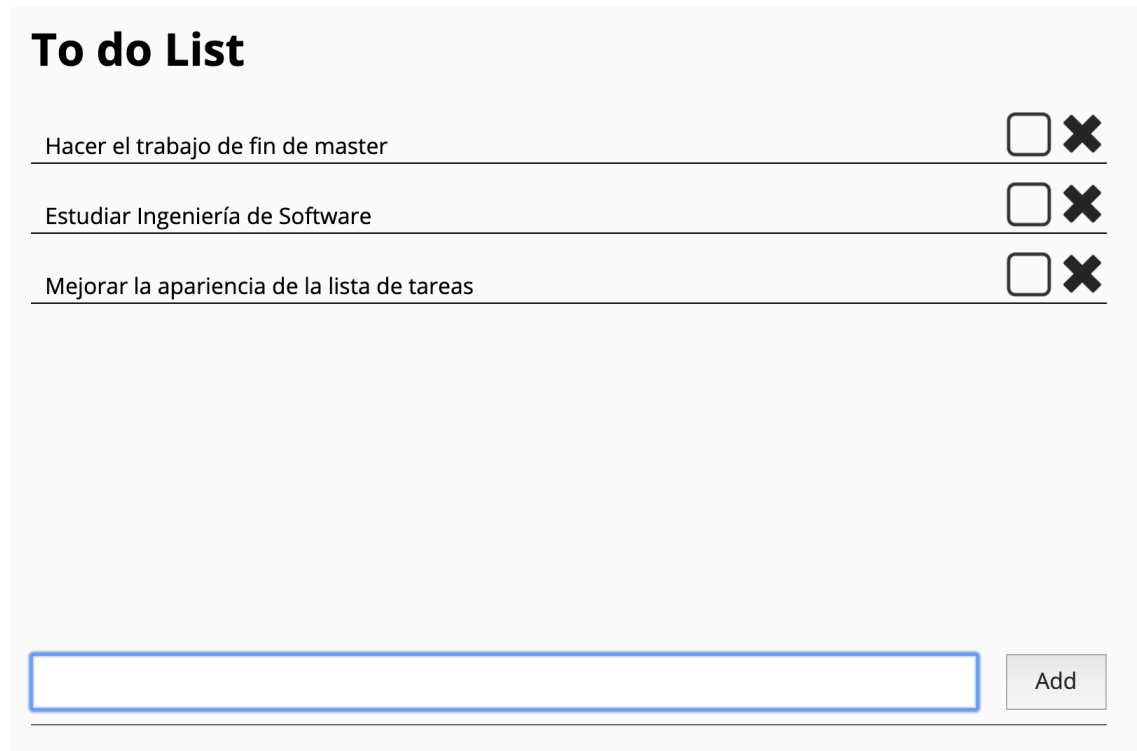 To do List
Hacer el trabajo de fin de master
Estudiar Ingeniería de Software
Mejorar la apariencia de la lista de tareas
Add